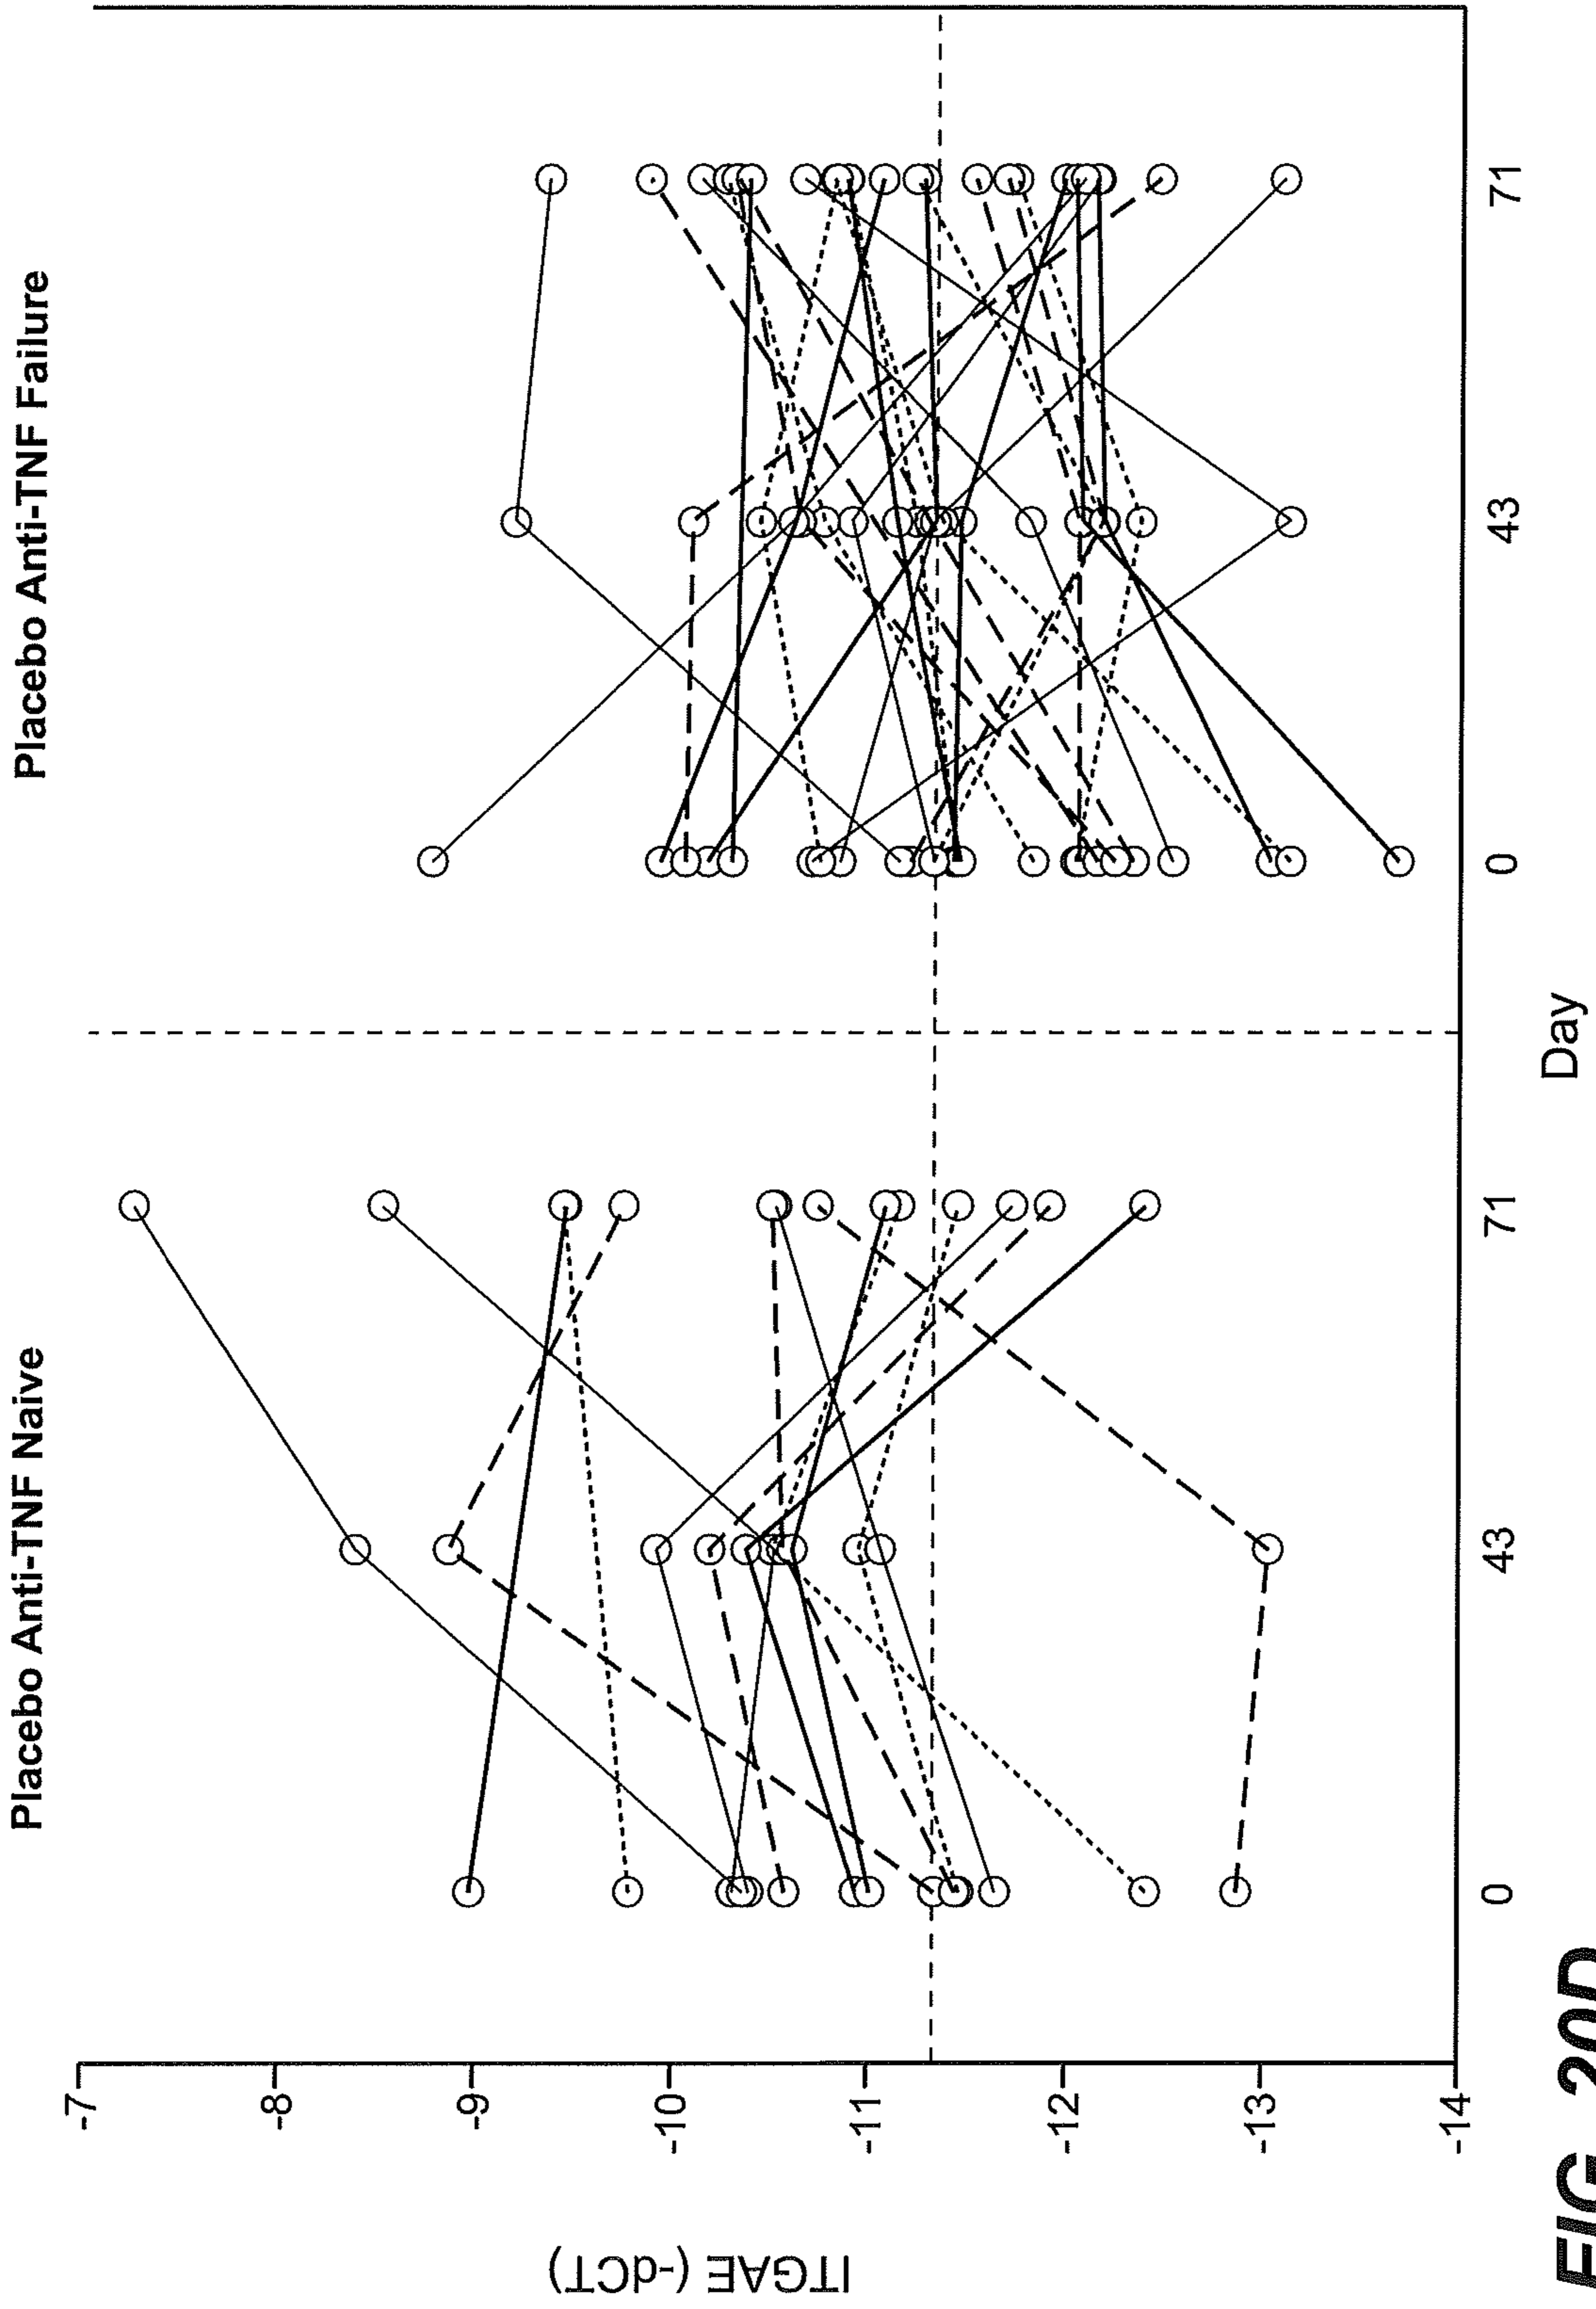 Placebo Anti-TNF Naive
Placebo Anti-TNF Failure
ITGAE (-dCT)
-7
-8
-9
-10
-11
-12
-13
-14
0
43
71
0
43
71
Day
FIG. 20D